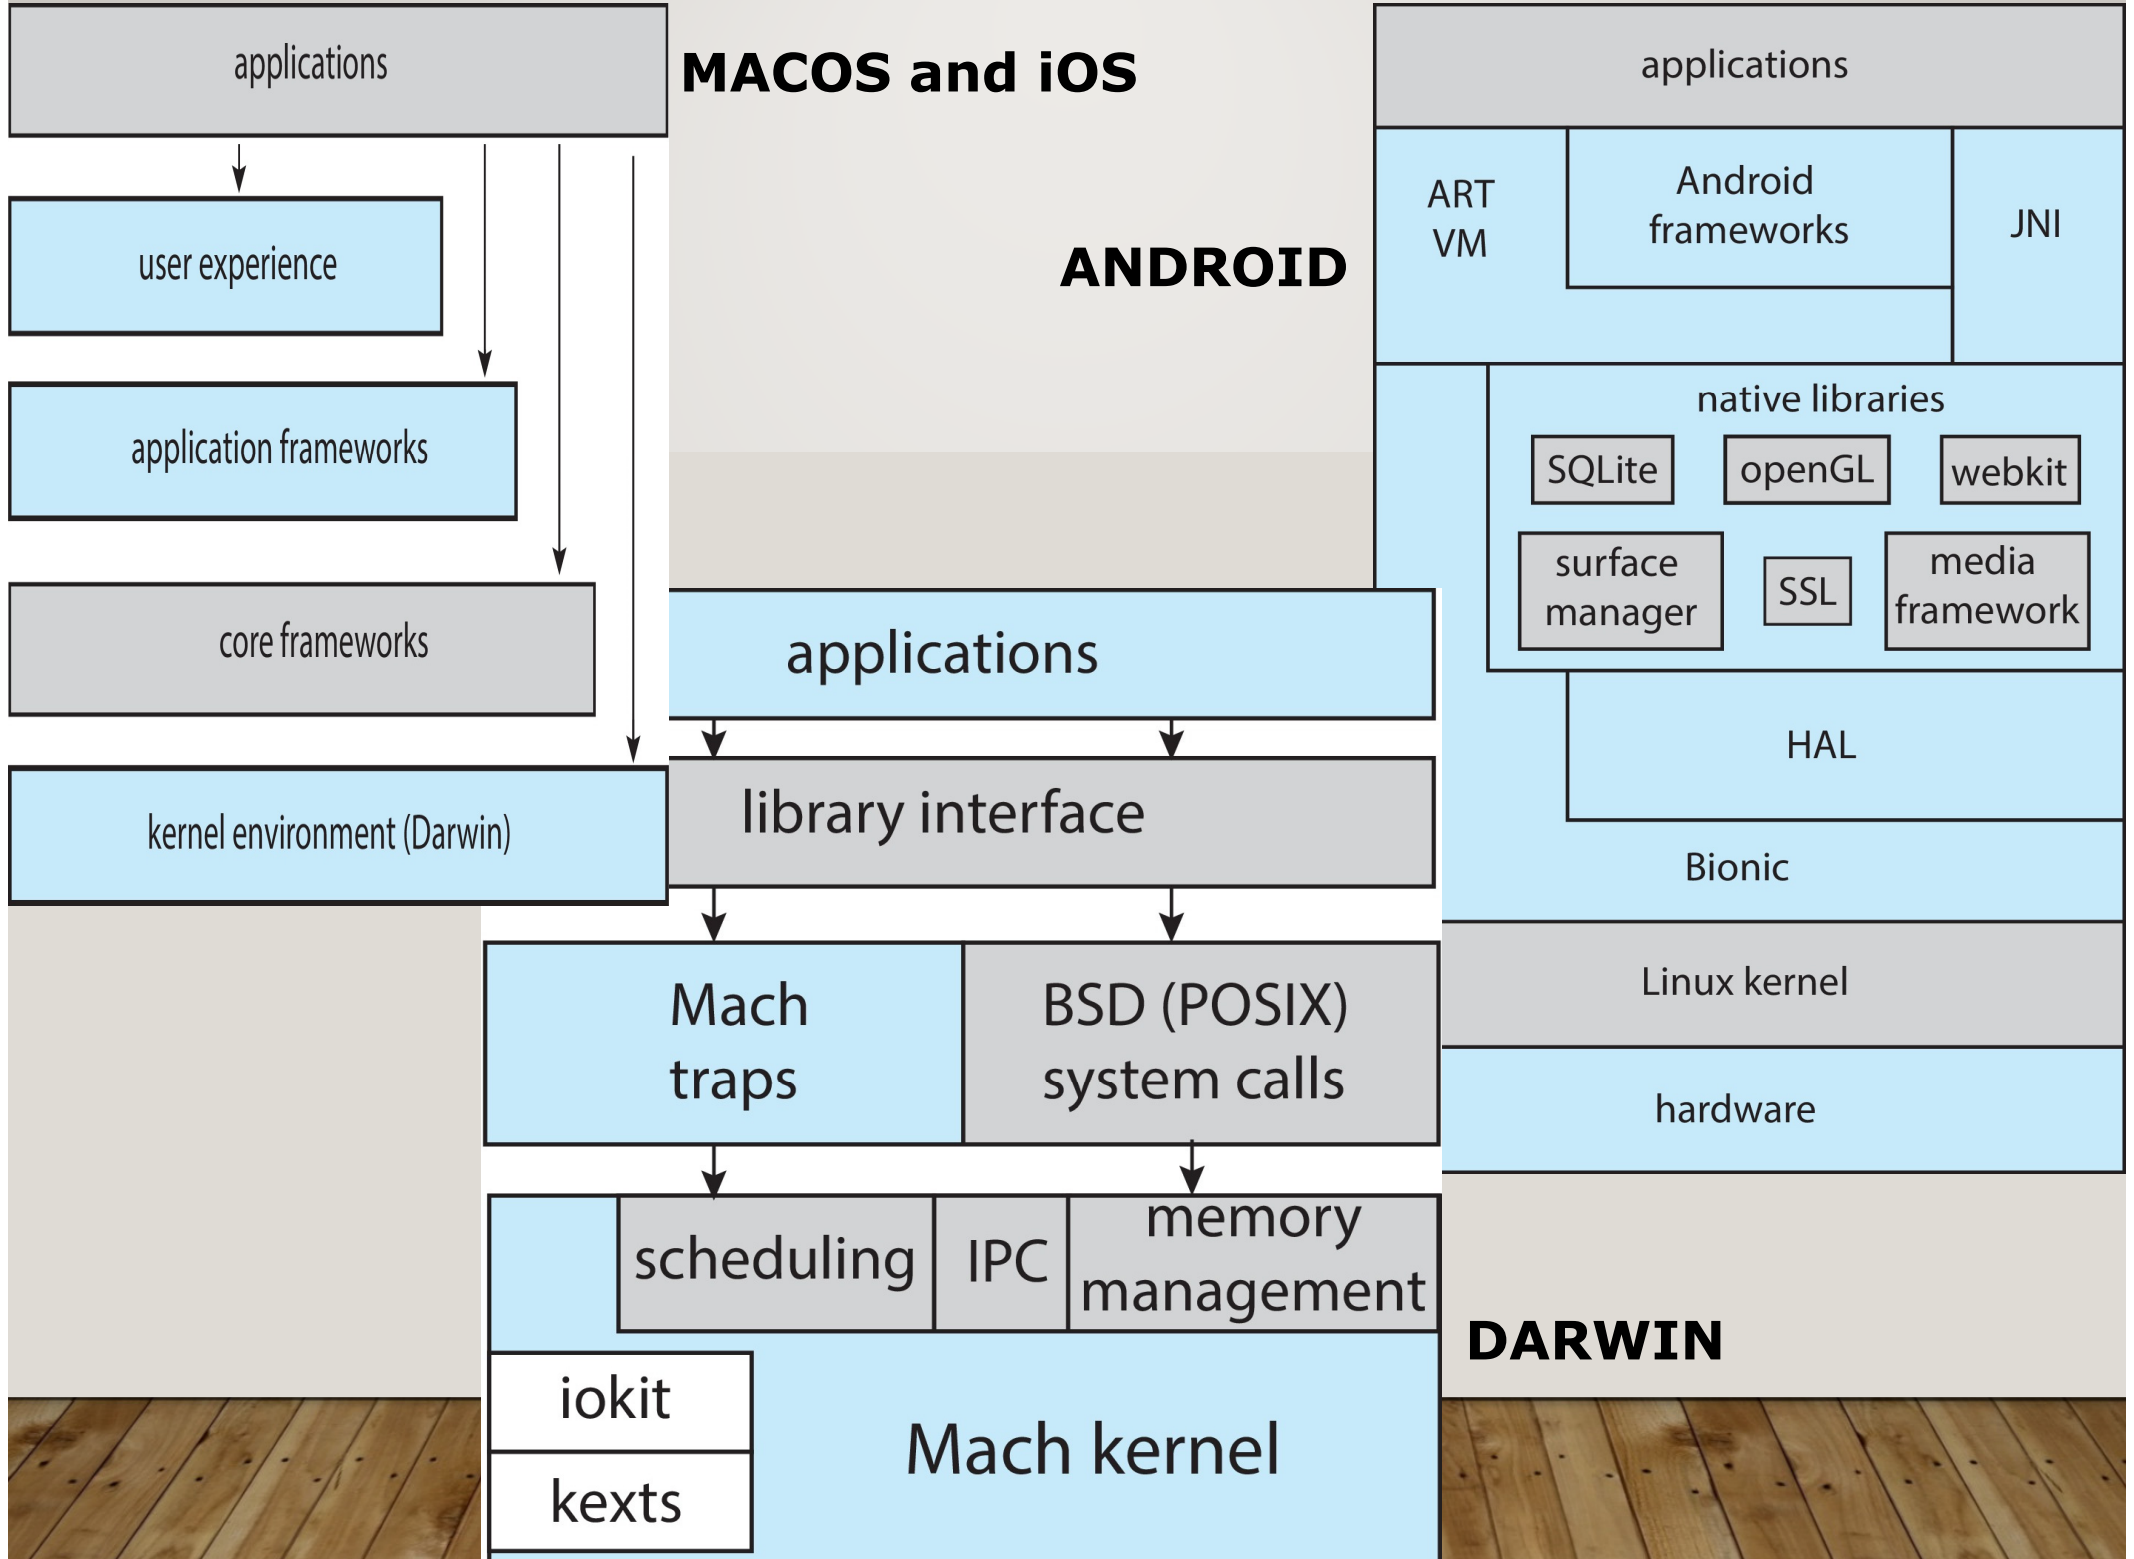 applications
user experience
application frameworks
core frameworks
kernel environment (Darwin)
MACOS and iOS
ANDROID
applications
ART
VM
Android
frameworks
JNI
native libraries
SQLite
openGL
webkit
surface
manager
SSL
media
framework
HAL
Bionic
Linux kernel
hardware
applications
library interface
Mach
traps
BSD (POSIX)
system calls
scheduling
IPC
memory
management
iokit
kexts
Mach kernel
DARWIN